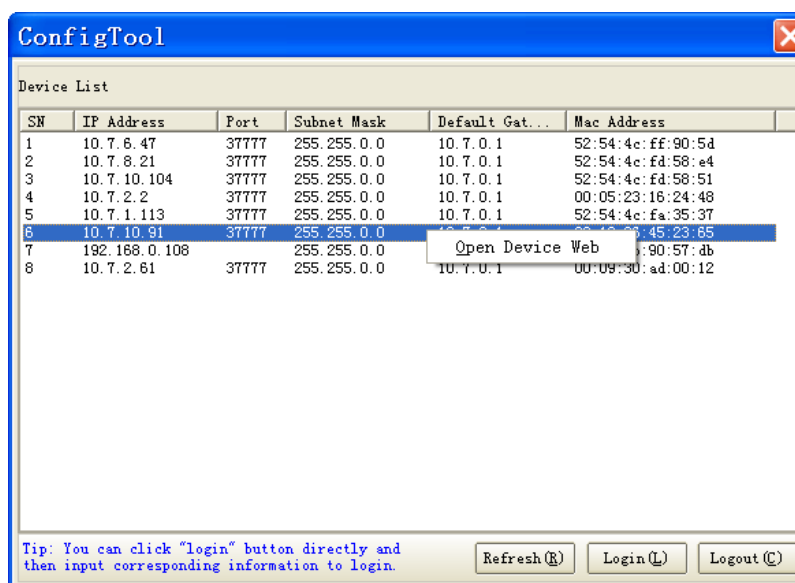 ConfigTool
Device List
SN IP Address Port Subnet Mask Default Gat... Mac Address
1 10.7.6.47 37777 255.255.0.0 10.7.0.1 52:54:4c:ff:90:5d
2 10.7.8.21 37777 255.255.0.0 10.7.0.1 52:54:4c:fd:58:e4
3 10.7.10.104 37777 255.255.0.0 10.7.0.1 52:54:4c:fd:58:51
4 10.7.2.2 37777 255.255.0.0 10.7.0.1 00:05:23:16:24:48
5 10.7.1.113 37777 255.255.0.0 10.7.0.1 52:54:4c:fa:35:37
6 10.7.10.91 37777 255.255.0.0 :45:23:65
Open Device Web
7 192.168.0.108 255.255.0.0 :90:57:db
8 10.7.2.61 37777 255.255.0.0 10.7.0.1 00:09:30:ad:00:12
Tip: You can click "login" button directly and
then input corresponding information to login.
Refresh(R) Login(L) Logout(C)